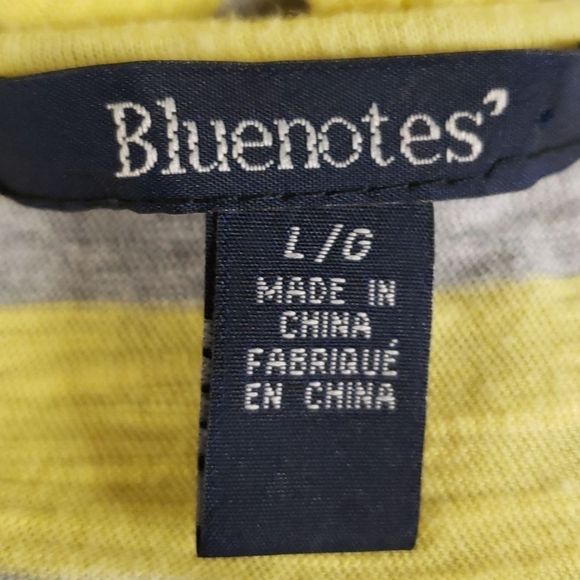 Bluenotes'
L/G
MADE IN
CHINA
FABRIQUÉ
EN CHINA